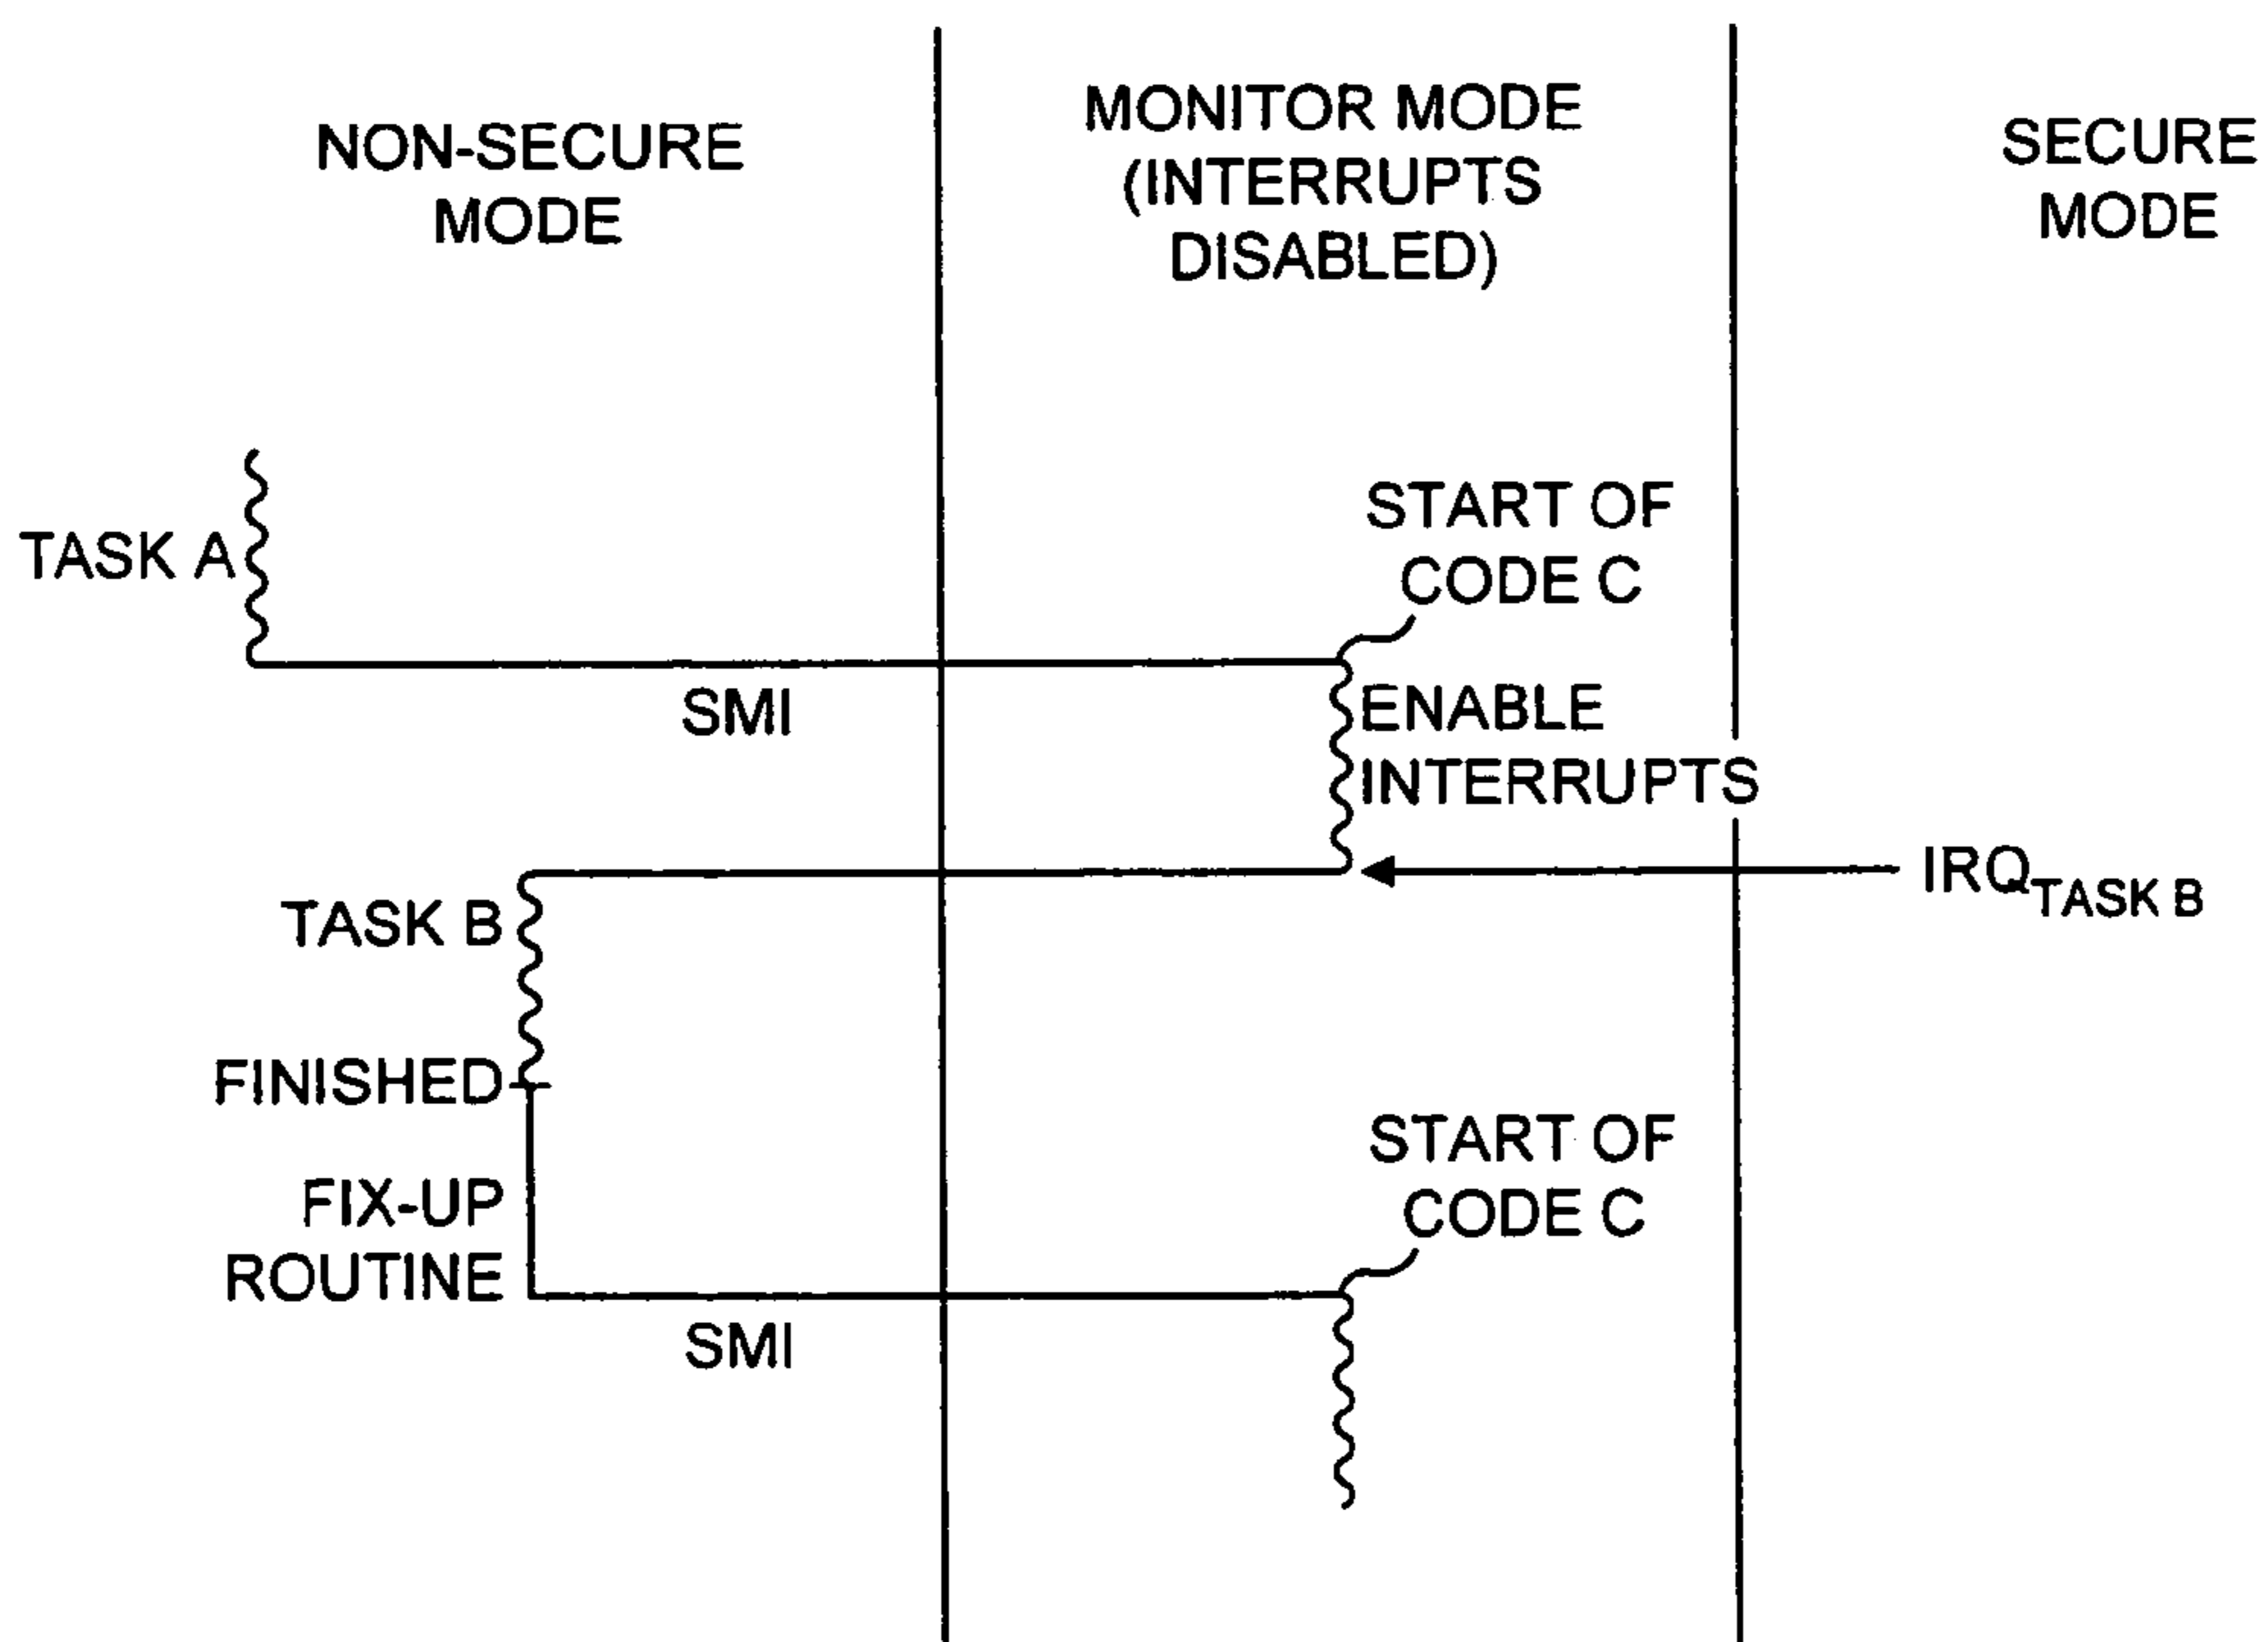 NON-SECURE
MODE
MONITOR MODE
(INTERRUPTS
DISABLED)
SECURE
MODE
TASK A
START OF
CODE C
SMI
ENABLE
INTERRUPTS
IRQTASK B
TASK B
FINISHED
START OF
CODE C
FIX-UP
ROUTINE
SMI